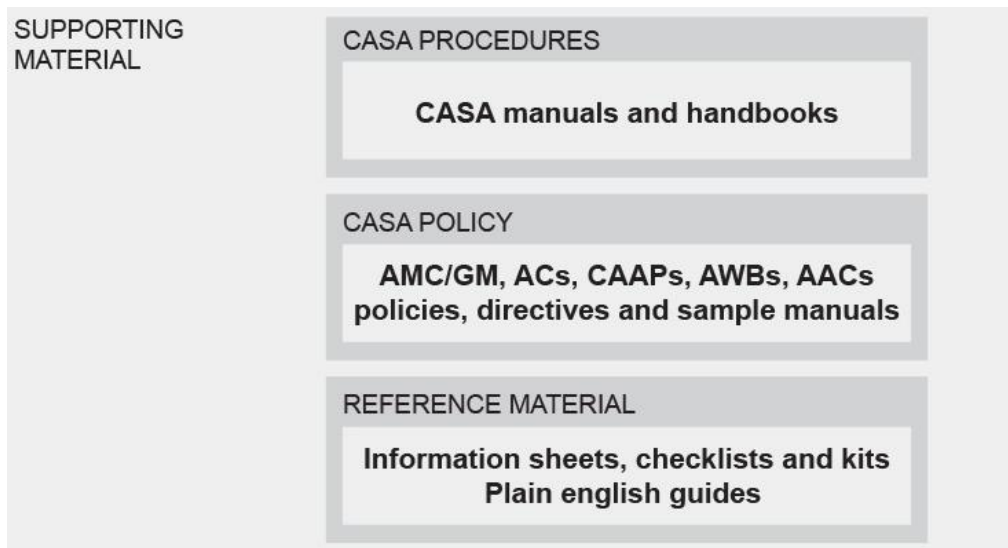 SUPPORTING
MATERIAL
CASA PROCEDURES
CASA manuals and handbooks
CASA POLICY
AMC/GM, ACs, CAAPs, AWBs, AACs
policies, directives and sample manuals
REFERENCE MATERIAL
Information sheets, checklists and kits
Plain english guides